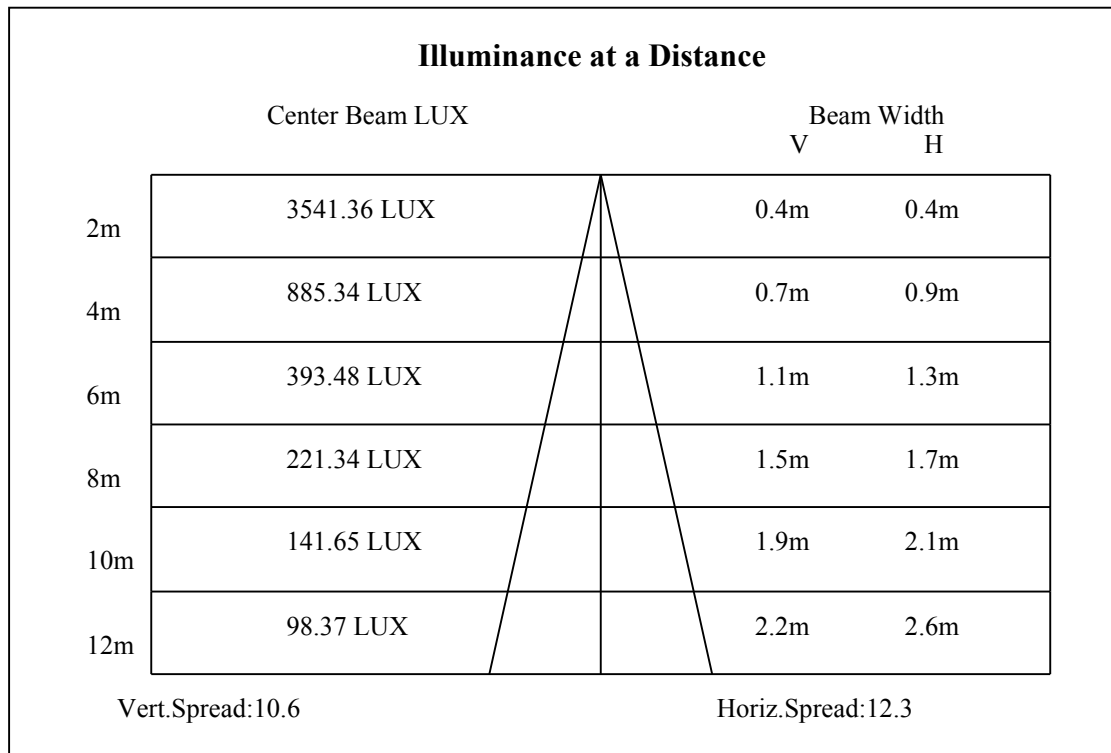 Illuminance at a Distance
Center Beam LUX Beam Width
V H
2m 3541.36 LUX 0.4m 0.4m
4m 885.34 LUX 0.7m 0.9m
6m 393.48 LUX 1.1m 1.3m
8m 221.34 LUX 1.5m 1.7m
10m 141.65 LUX 1.9m 2.1m
12m 98.37 LUX 2.2m 2.6m
Vert.Spread:10.6 Horiz.Spread:12.3